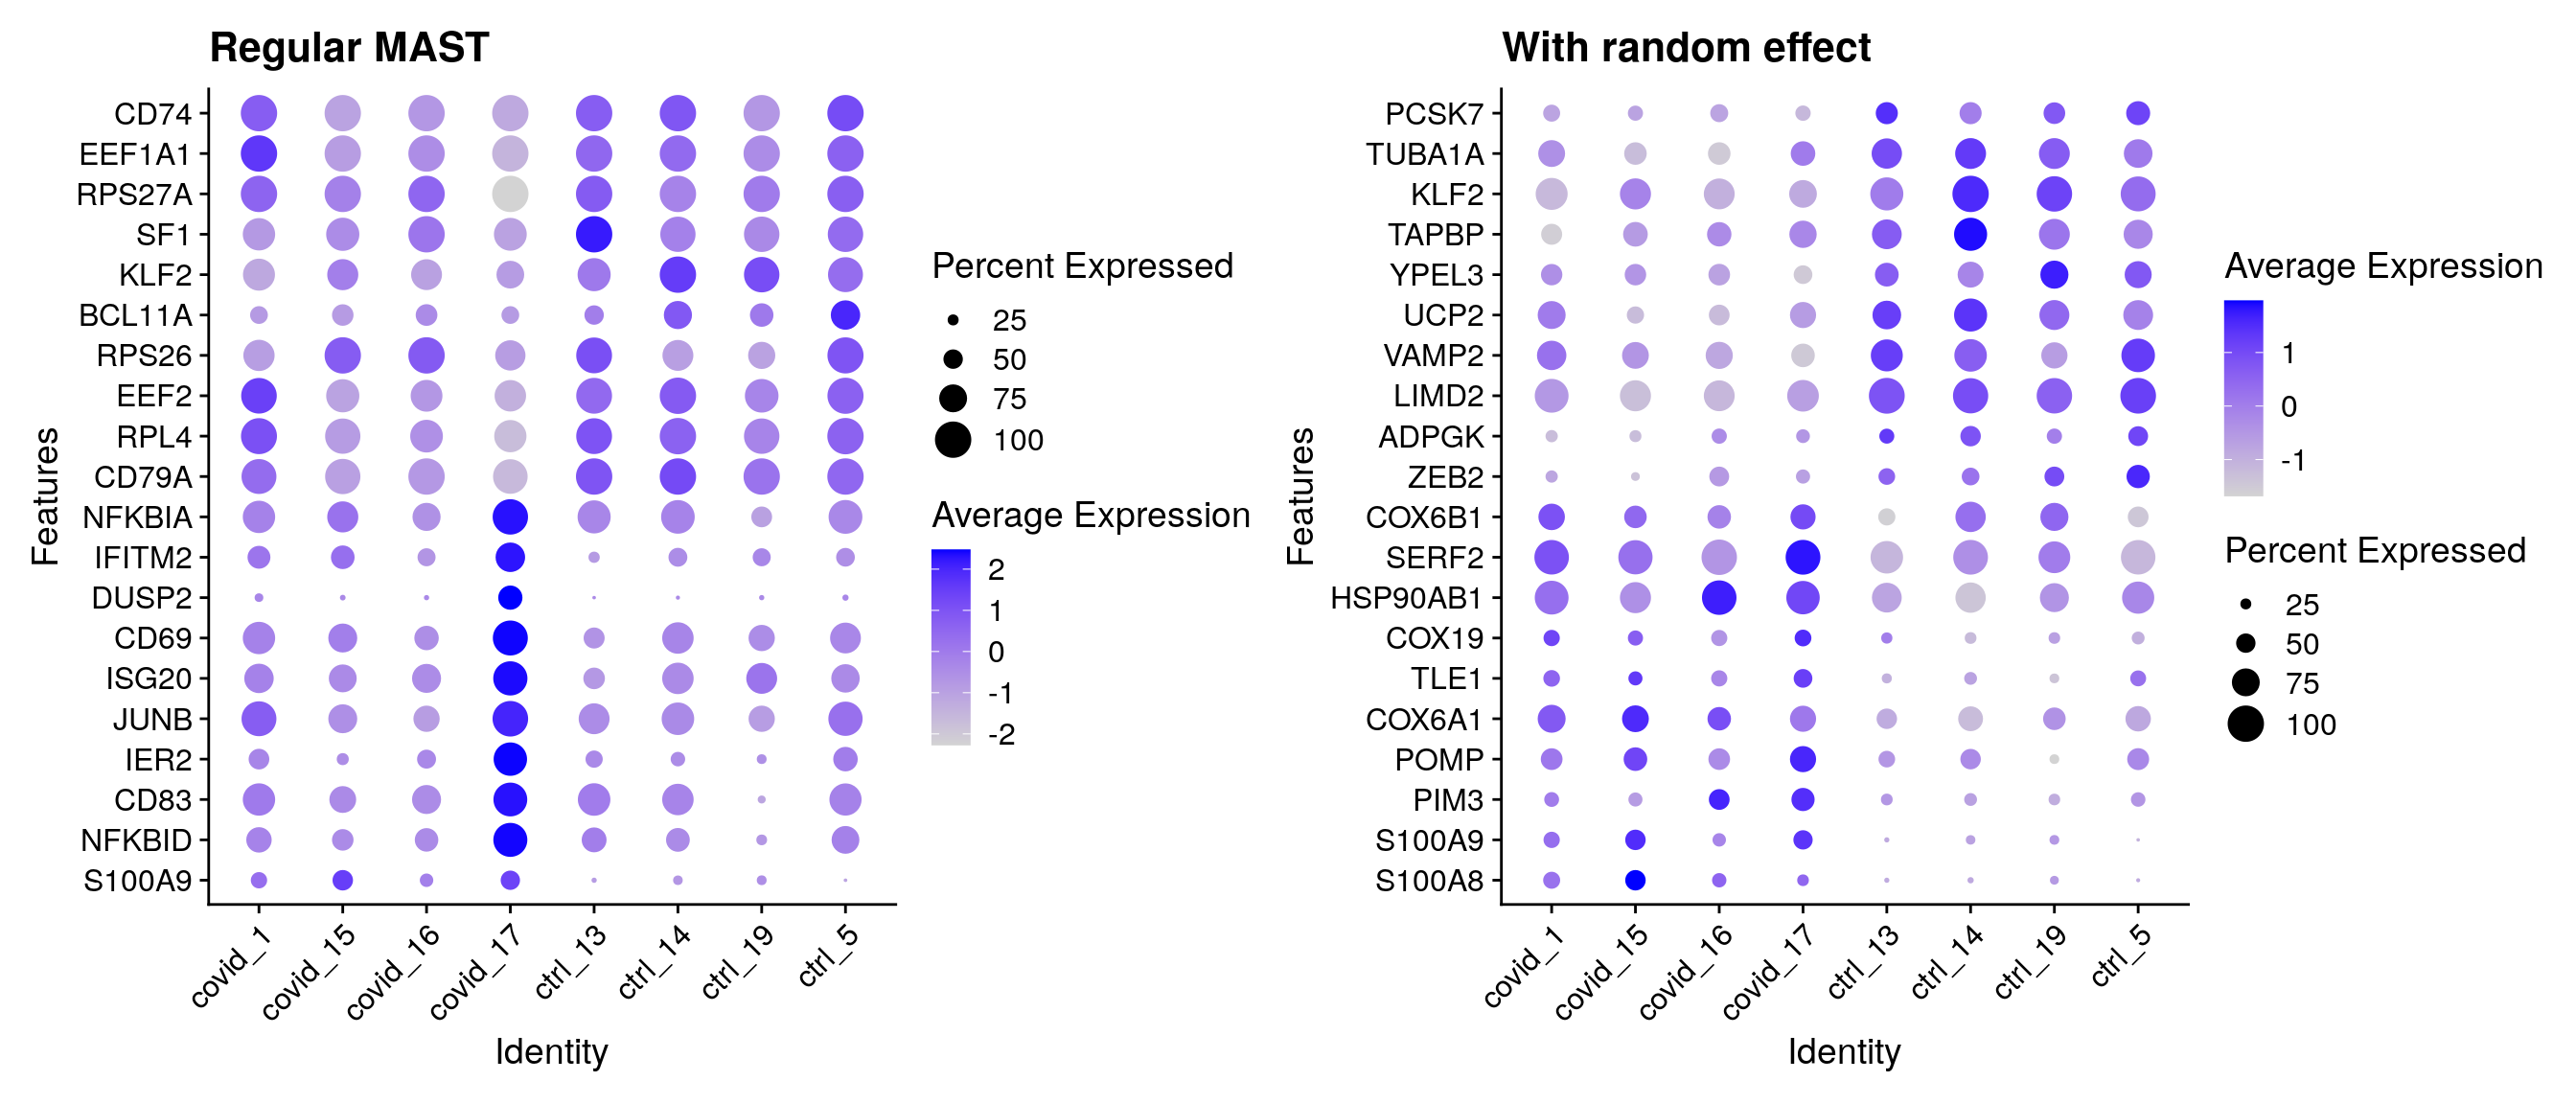 Regular MAST
CD74
EEF1A1
RPS27A
SF1
KLF2
BCL11A
RPS26
EEF2
RPL4
CD79A
NFKBIA
IFITM2
DUSP2
CD69
ISG20
JUNB
IER2
CD83
NFKBID
S100A9
Features
covid_1
covid_15
covid_16
covid_17
ctrl_13
ctrl_14
ctrl_19
ctrl_5
Identity
Percent Expressed
25
50
75
100
Average Expression
2
1
0
-1
-2
With random effect
PCSK7
TUBA1A
KLF2
TAPBP
YPEL3
UCP2
VAMP2
LIMD2
ADPGK
ZEB2
COX6B1
SERF2
HSP90AB1
COX19
TLE1
COX6A1
POMP
PIM3
S100A9
S100A8
Features
covid_1
covid_15
covid_16
covid_17
ctrl_13
ctrl_14
ctrl_19
ctrl_5
Identity
Average Expression
1
0
-1
Percent Expressed
25
50
75
100